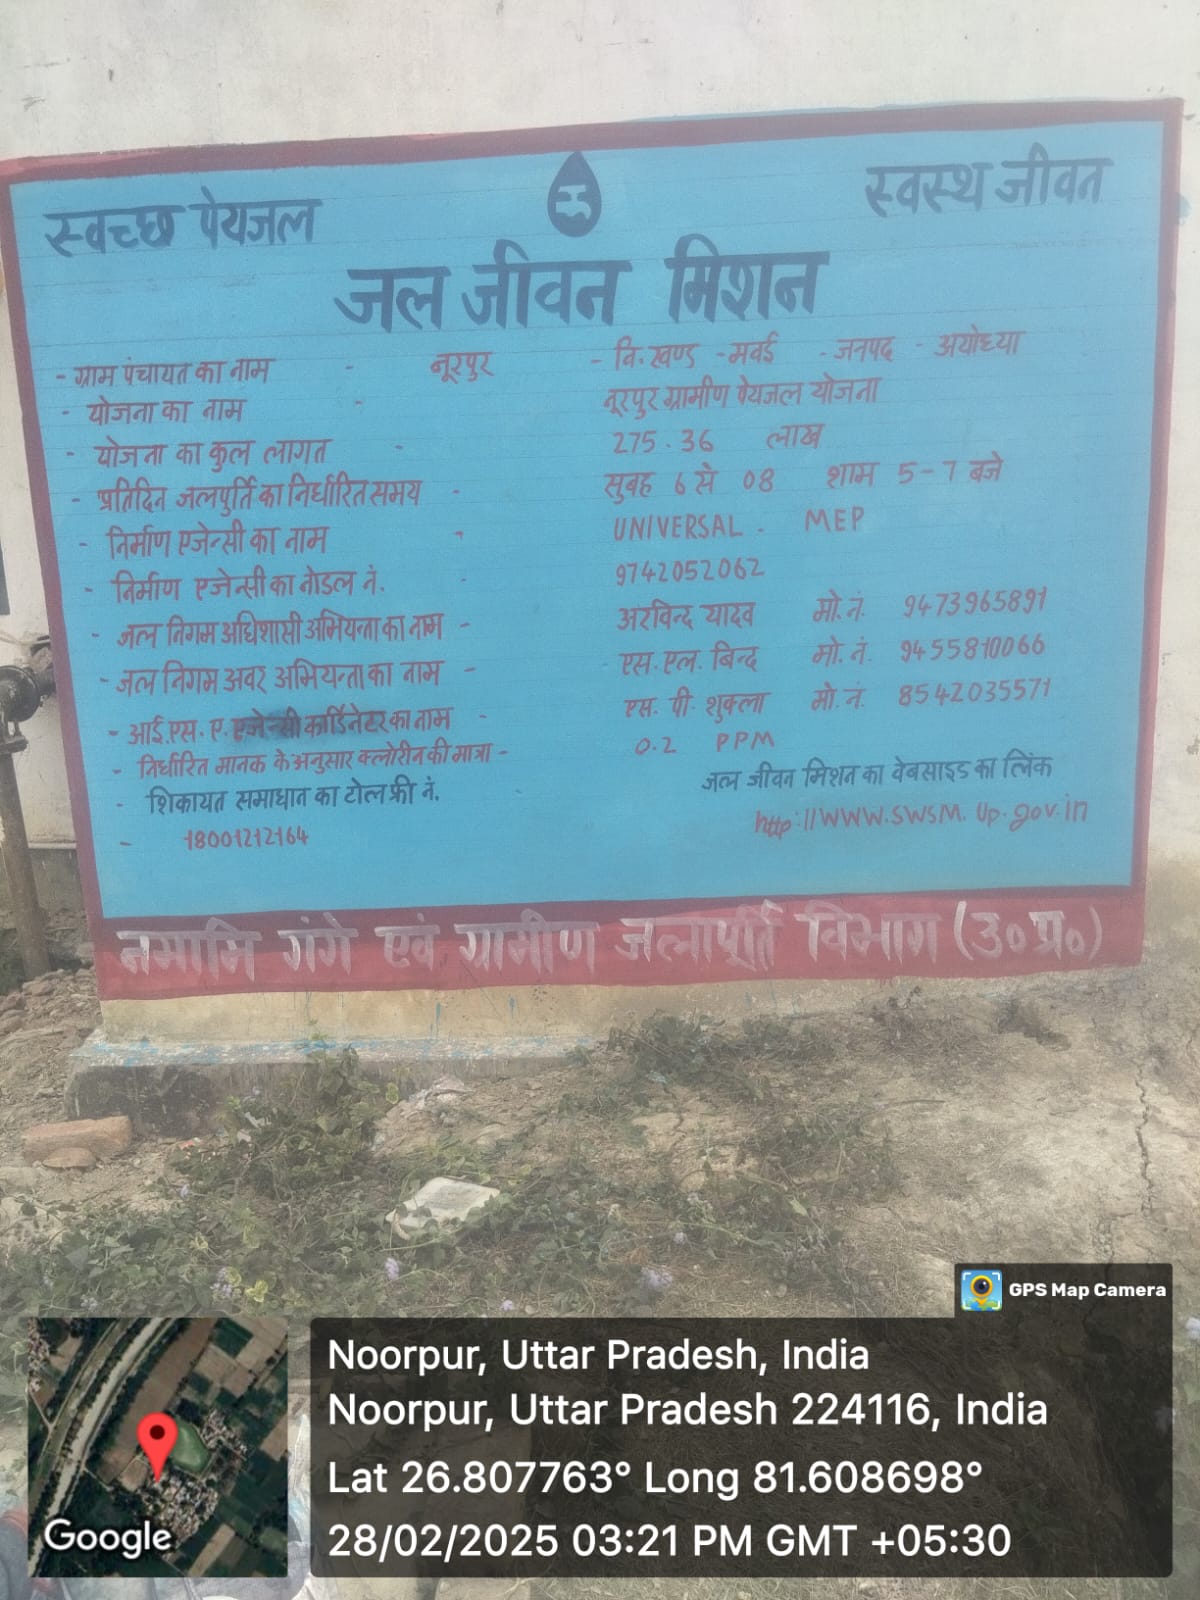 स्वच्छ पेयजल
स्वस्थ जीवन
जल जीवन मिशन
- ग्राम पंचायत का नाम - नूरपुर - वि.खण्ड - मवई - जनपद - अयोध्या
- योजना का नाम - नूरपुर ग्रामीण पेयजल योजना
- योजना का कुल लागत - 275.36 लाख
- प्रतिदिन जलपुर्ति का निर्धारित समय - सुबह 6 से 08 शाम 5-7 बजे
- निर्माण एजेन्सी का नाम - UNIVERSAL - MEP
- निर्माण एजेन्सी का नोडल नं. - 9742052062
- जल निगम अधिशासी अभियन्ता का नाम - अरविन्द यादव मो.नं. 9473965891
- जल निगम अवर अभियन्ता का नाम - एस.एल. बिन्द मो.नं. 9455810066
- आई.एस.ए. एजेन्सी कार्डिनेटर का नाम - एस. पी. शुक्ला मो.नं. 8542035571
- निर्धारित मानक के अनुसार क्लोरीन की मात्रा - 0.2 PPM
- शिकायत समाधान का टोल फ्री नं.
- 18001212164
जल जीवन मिशन का वेबसाइड का लिंक
http://www.swsm.up.gov.in
नमामि गंगे एवं ग्रामीण जलापूर्ति विभाग (उ०प्र०)
GPS Map Camera
Google
Noorpur, Uttar Pradesh, India
Noorpur, Uttar Pradesh 224116, India
Lat 26.807763° Long 81.608698°
28/02/2025 03:21 PM GMT +05:30